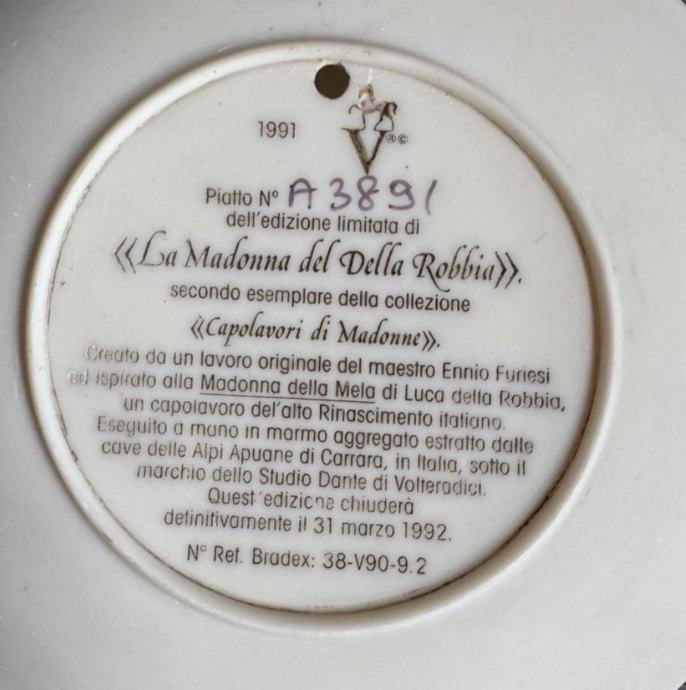 1991
V®©
Piatto N° A 3891
dell'edizione limitata di
«La Madonna del Della Robbia».
secondo esemplare della collezione
«Capolavori di Madonne».
Creato da un lavoro originale del maestro Ennio Furiesi
ed ispirato alla Madonna della Mela di Luca della Robbia,
un capolavoro del'alto Rinascimento italiano.
Eseguito a mano in marmo aggregato estratto dalle
cave delle Alpi Apuane di Carrara, in Italia, sotto il
marchio dello Studio Dante di Volteradici.
Quest'edizione chiuderà
definitivamente il 31 marzo 1992.
N° Ref. Bradex: 38-V90-9.2